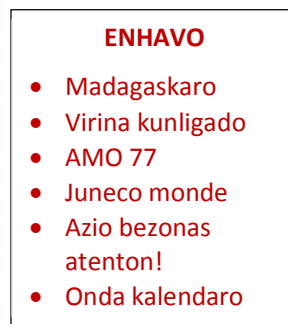 ENHAVO
• Madagaskaro
• Virina kunligado
• AMO 77
• Juneco monde
• Azio bezonas
atenton!
• Onda kalendaro